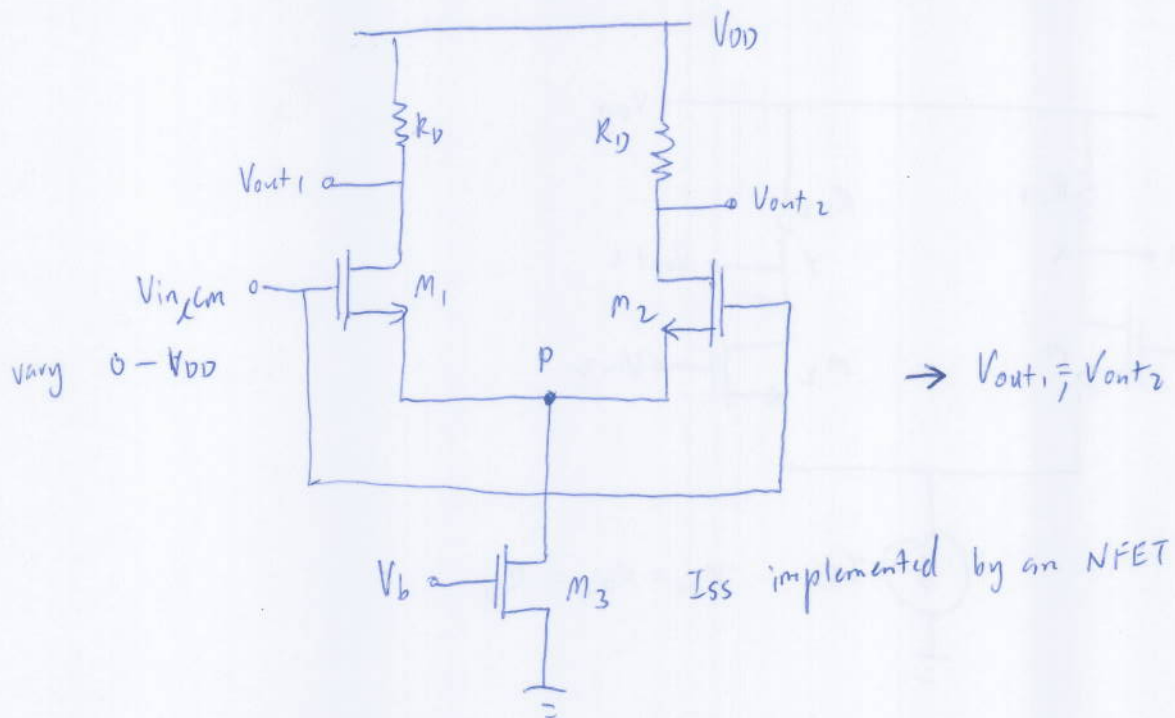 VDD
RD
RD
Vout1
Vout2
Vin,cm
M1
M2
vary 0 - VDD
P
→ Vout1 = Vout2
Vb
M3
Iss implemented by an NFET